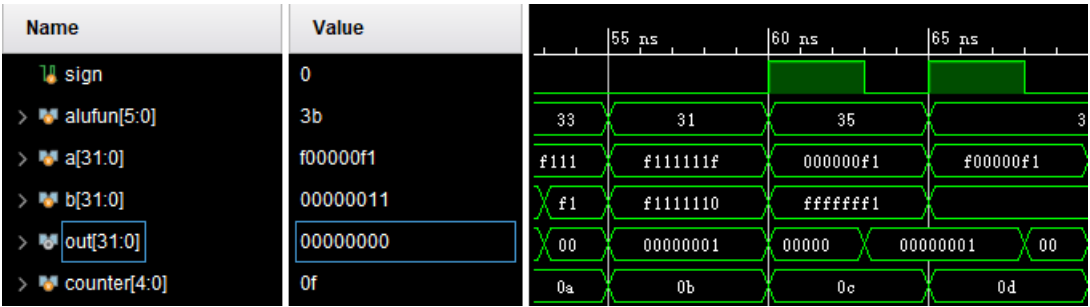 Name Value 55 ns 60 ns 65 ns
sign 0
alufun[5:0] 3b 33 31 35 3
a[31:0] f00000f1 f111 f111111f 000000f1 f00000f1
b[31:0] 00000011 f1 f1111110 fffffff1
out[31:0] 00000000 00 00000001 00000 00000001 00
counter[4:0] 0f 0a 0b 0c 0d